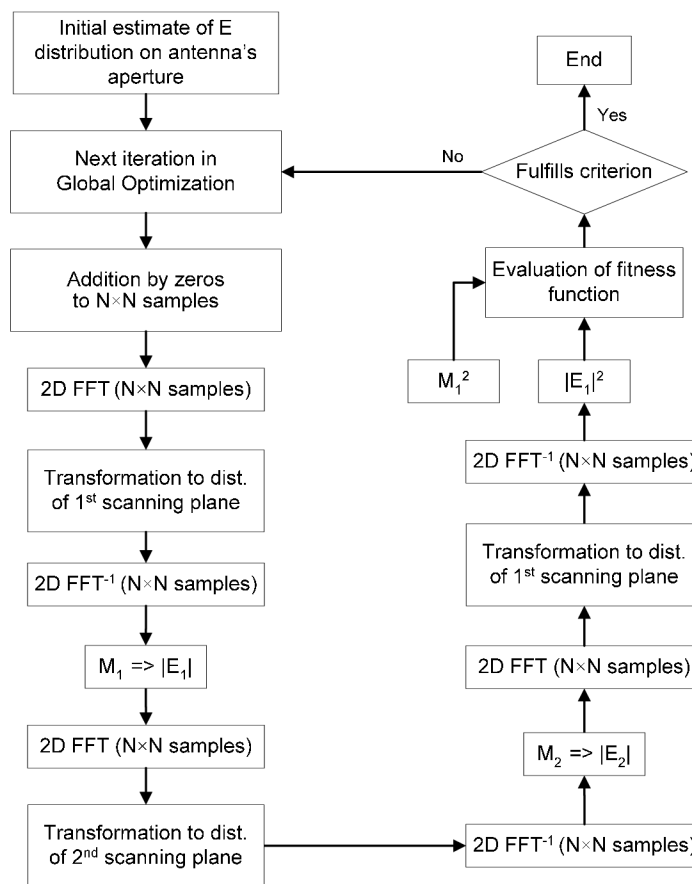 Initial estimate of E
distribution on antenna's
aperture
Next iteration in
Global Optimization
Addition by zeros
to N×N samples
2D FFT (N×N samples)
Transformation to dist.
of 1st scanning plane
2D FFT-1 (N×N samples)
M1 => |E1|
2D FFT (N×N samples)
Transformation to dist.
of 2nd scanning plane
2D FFT-1 (N×N samples)
M2 => |E2|
2D FFT (N×N samples)
Transformation to dist.
of 1st scanning plane
2D FFT-1 (N×N samples)
|E1|2
M12
Evaluation of fitness
function
Fulfills criterion
No
Yes
End